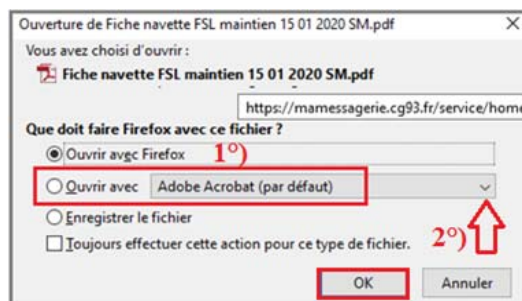 Ouverture de Fiche navette FSL maintien 15 01 2020 SM.pdf
Vous avez choisi d'ouvrir :
Fiche navette FSL maintien 15 01 2020 SM.pdf
https://mamessagerie.cg93.fr/service/home
Que doit faire Firefox avec ce fichier ?
Ouvrir avec Firefox 1°)
Ouvrir avec Adobe Acrobat (par défaut)
Enregistrer le fichier
Toujours effectuer cette action pour ce type de fichier. 2°)
OK Annuler